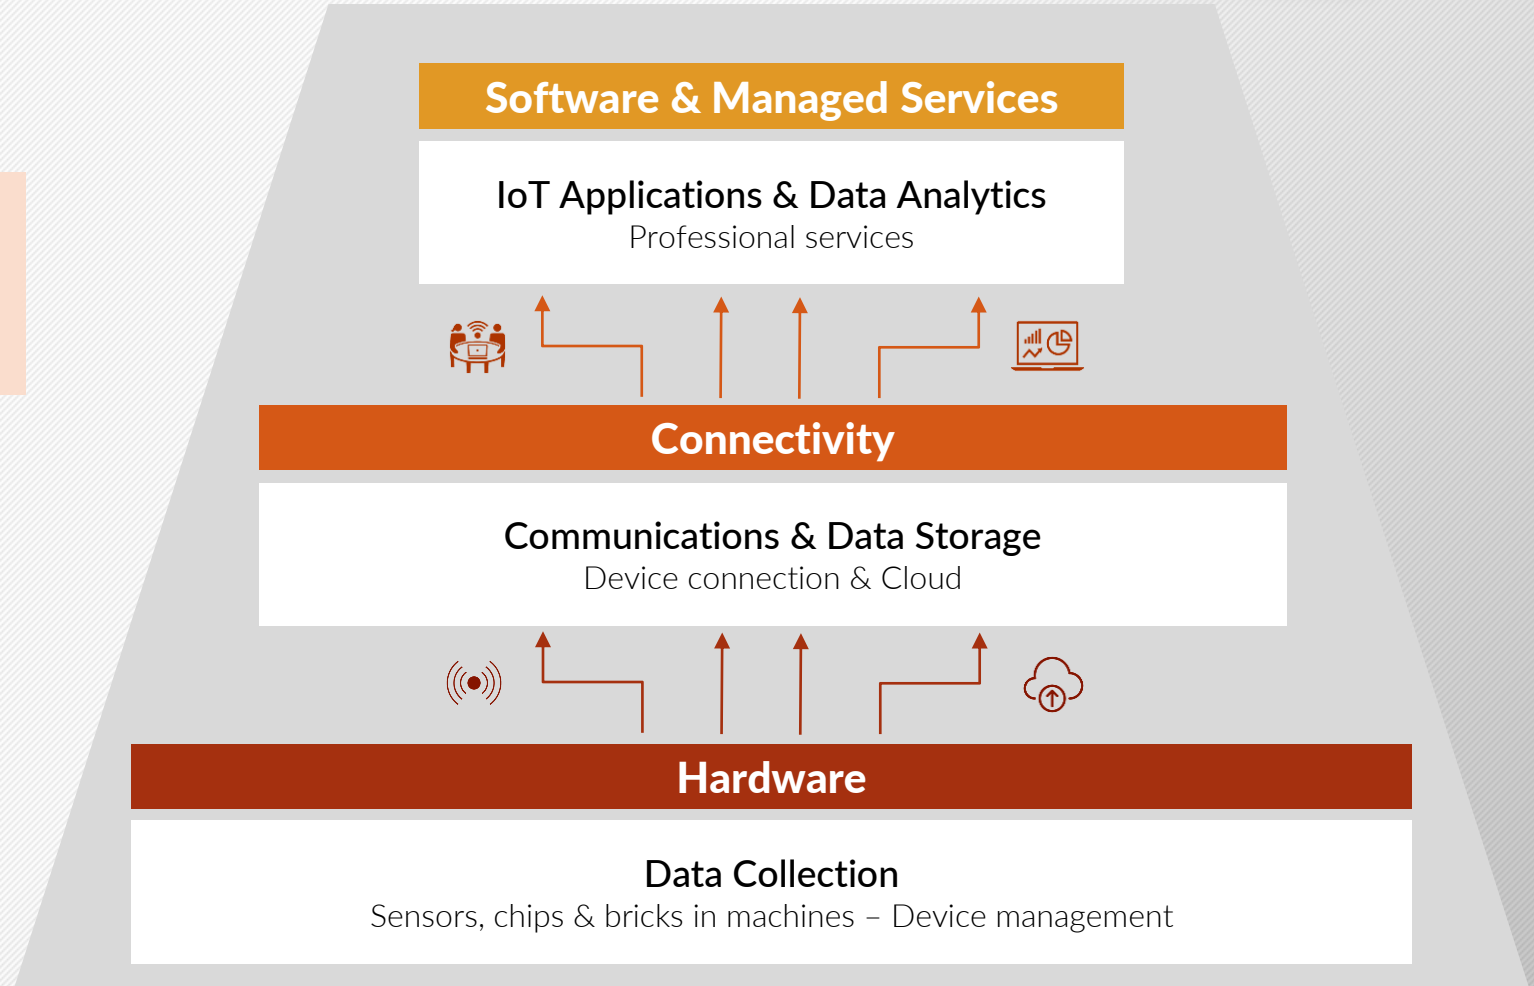 Software & Managed Services
IoT Applications & Data Analytics
Professional services
Connectivity
Communications & Data Storage
Device connection & Cloud
Hardware
Data Collection
Sensors, chips & bricks in machines – Device management